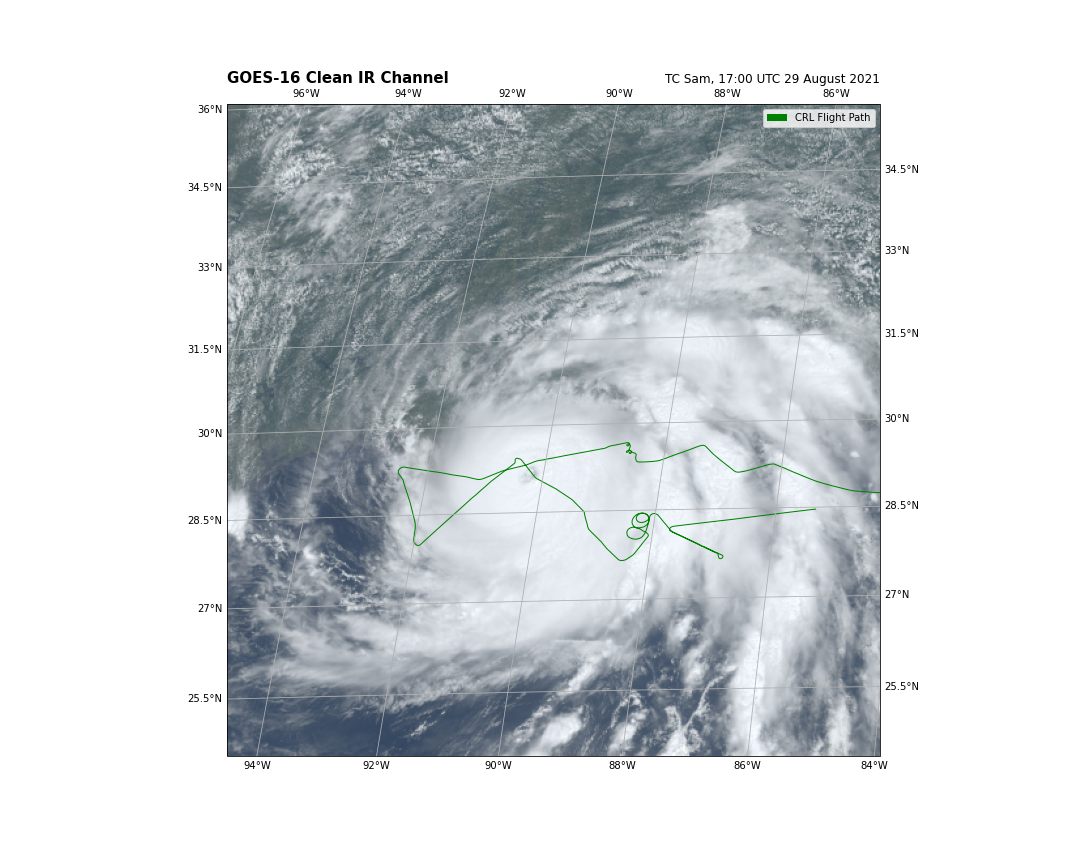 GOES-16 Clean IR Channel
TC Sam, 17:00 UTC 29 August 2021
96°W 94°W 92°W 90°W 88°W 86°W
CRL Flight Path
36°N
34.5°N
34.5°N
33°N
33°N
31.5°N
31.5°N
30°N
30°N
28.5°N
28.5°N
27°N
27°N
25.5°N
25.5°N
94°W 92°W 90°W 88°W 86°W 84°W